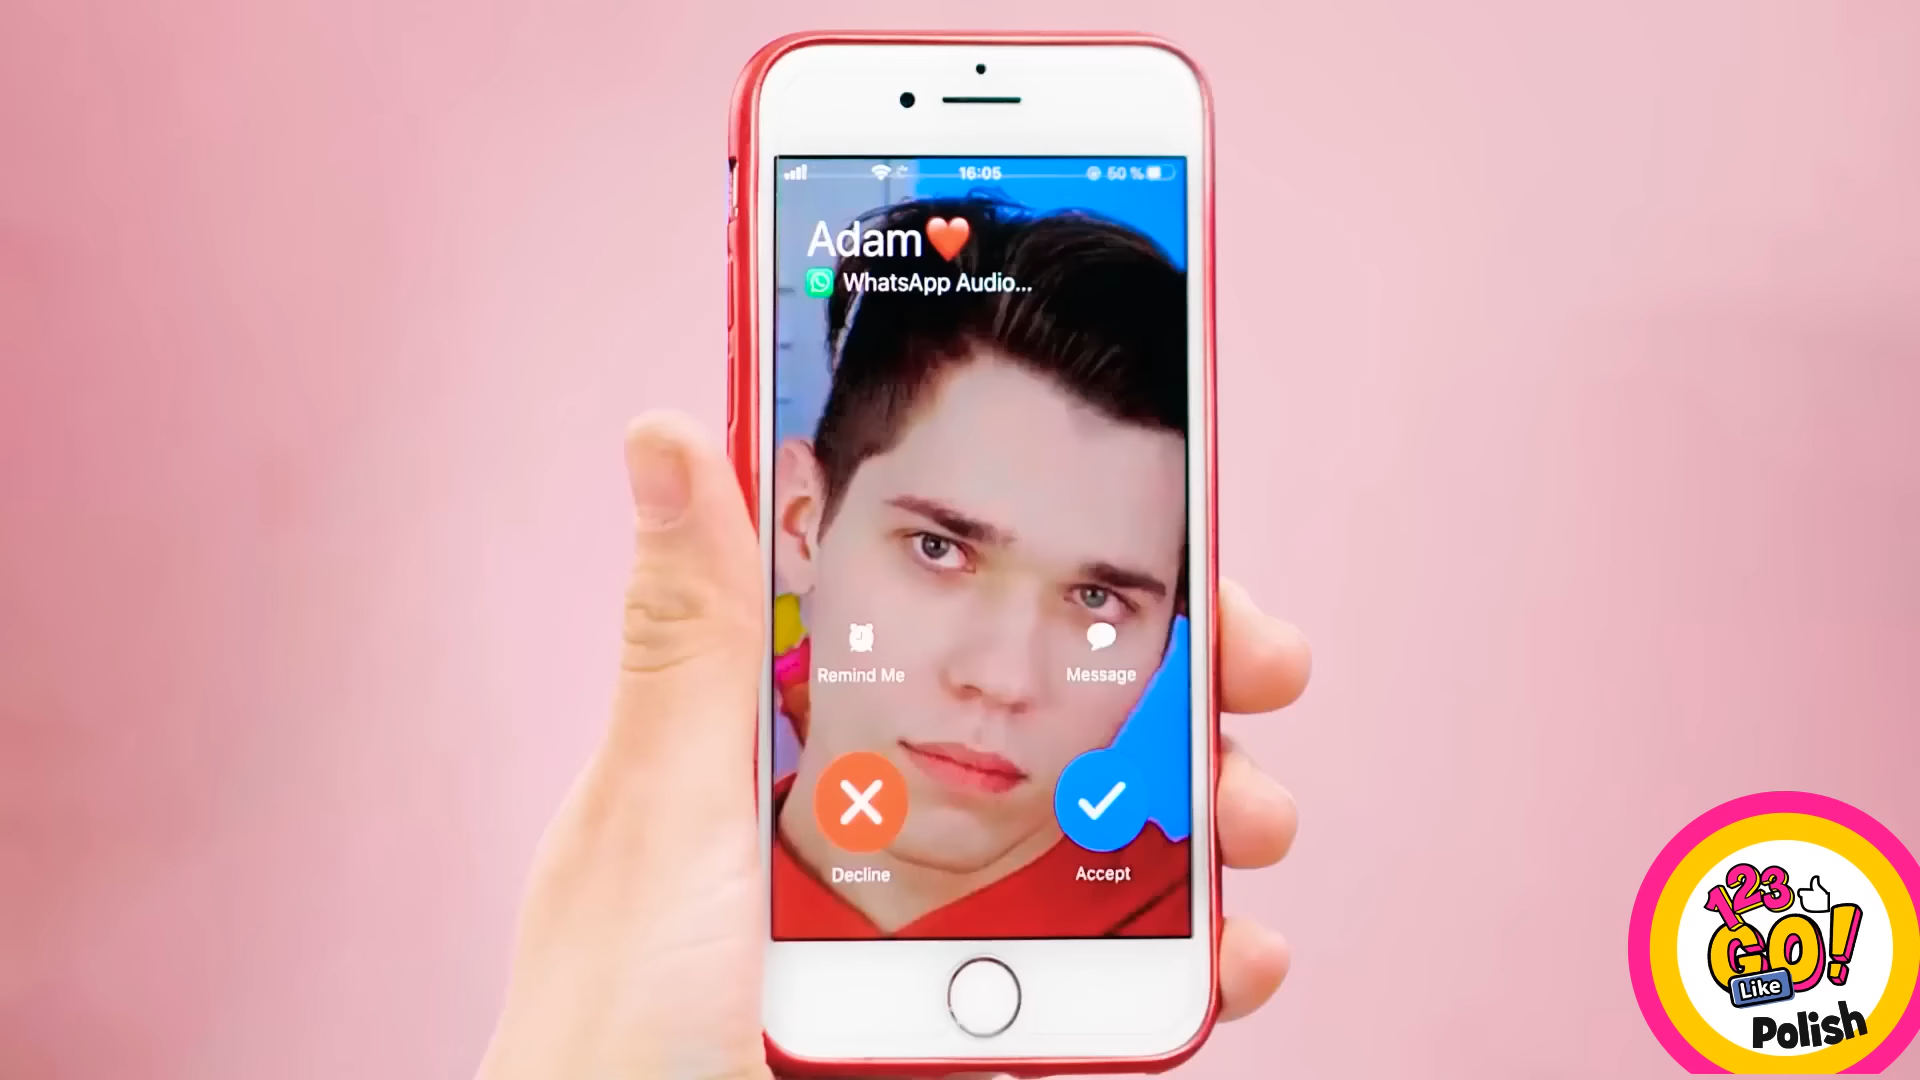 16:05
50 %
Adam❤️
WhatsApp Audio...
Remind Me
Message
Decline
Accept
123
GO!
Like
Polish